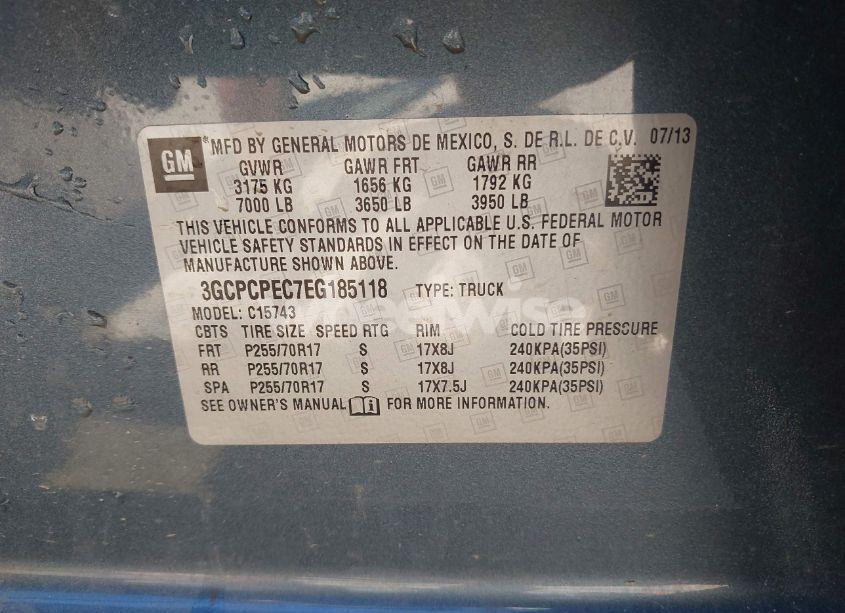 GM
*MFD BY GENERAL MOTORS DE MEXICO, S. DE R.L. DE C.V. 07/13
GVWR GAWR FRT GAWR RR
3175 KG 1656 KG 1792 KG
7000 LB 3650 LB 3950 LB
THIS VEHICLE CONFORMS TO ALL APPLICABLE U.S. FEDERAL MOTOR
VEHICLE SAFETY STANDARDS IN EFFECT ON THE DATE OF
MANUFACTURE SHOWN ABOVE.
3GCPCPEC7EG185118 TYPE: TRUCK
MODEL: C15743
CBTS TIRE SIZE SPEED RTG RIM COLD TIRE PRESSURE
FRT P255/70R17 S 17X8J 240KPA(35PSI)
RR P255/70R17 S 17X8J 240KPA(35PSI)
SPA P255/70R17 S 17X7.5J 240KPA(35PSI)
SEE OWNER'S MANUAL FOR MORE INFORMATION.